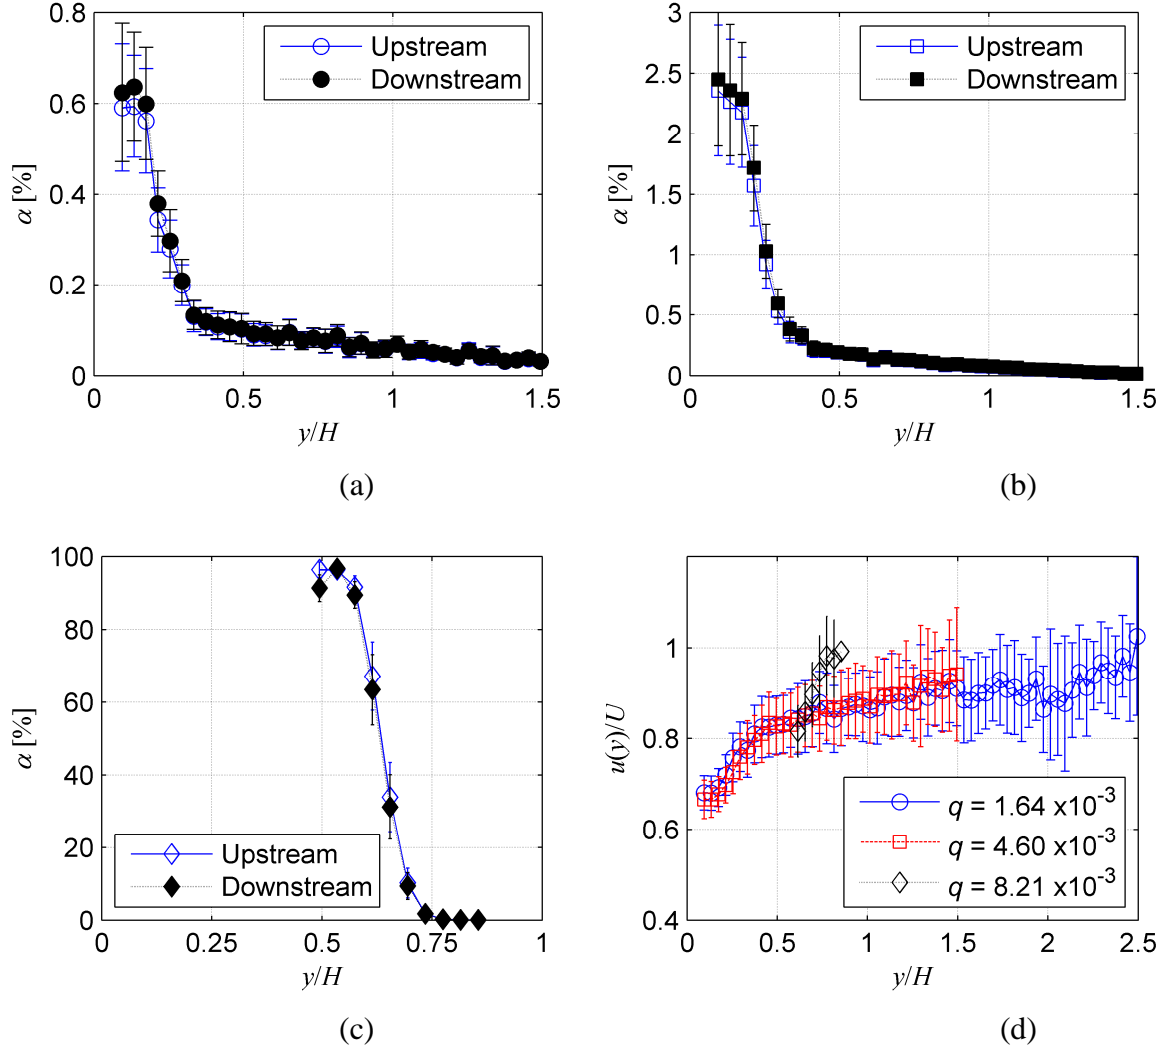 0.8
0.6
0.4
0.2
0
α [%]
0
0.5
1
1.5
y/H
Upstream
Downstream
(a)
3
2.5
2
1.5
1
0.5
0
α [%]
0
0.5
1
1.5
y/H
Upstream
Downstream
(b)
100
80
60
40
20
0
α [%]
0
0.25
0.5
0.75
1
y/H
Upstream
Downstream
(c)
1
0.8
0.6
0.4
u(y)/U
0
0.5
1
1.5
2
2.5
y/H
q = 1.64 x10⁻³
q = 4.60 x10⁻³
q = 8.21 x10⁻³
(d)